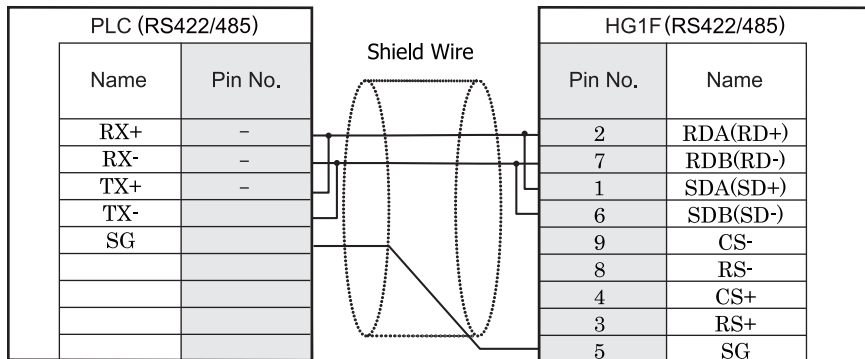 PLC (RS422/485)
HG1F(RS422/485)
Shield Wire
Name Pin No. Pin No. Name
RX+ – 2 RDA(RD+)
RX- – 7 RDB(RD-)
TX+ – 1 SDA(SD+)
TX- 6 SDB(SD-)
SG 9 CS-
8 RS-
4 CS+
3 RS+
5 SG